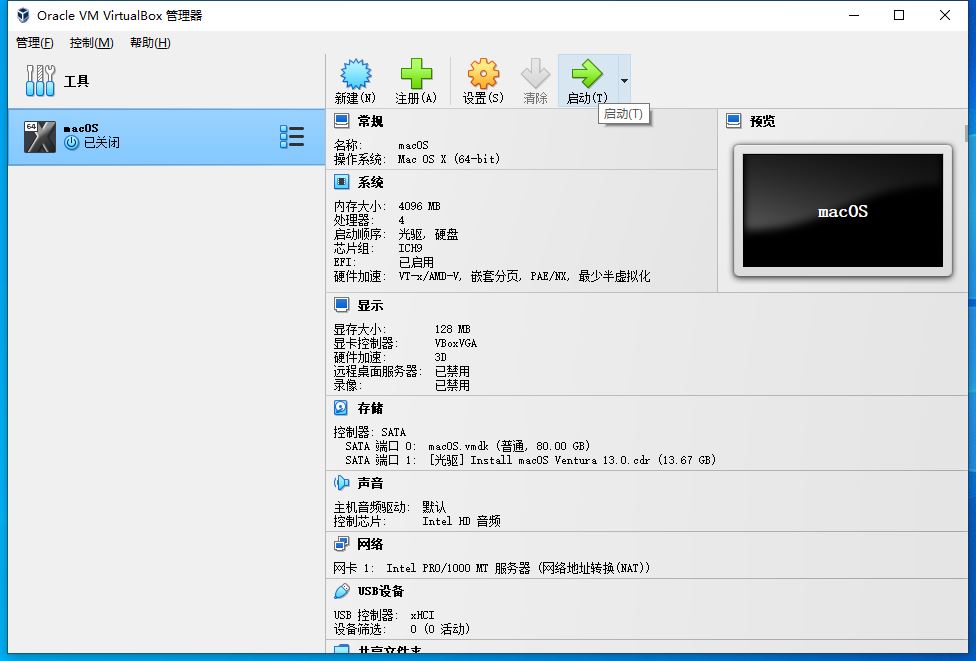 Oracle VM VirtualBox 管理器
管理(F) 控制(M) 帮助(H)
工具
新建(N) 注册(A) 设置(S) 清除 启动(T)
启动(T)
64
X
macOS
已关闭
常规
名称: macOS
操作系统: Mac OS X (64-bit)
预览
macOS
系统
内存大小: 4096 MB
处理器: 4
启动顺序: 光驱, 硬盘
芯片组: ICH9
EFI: 已启用
硬件加速: VT-x/AMD-V, 嵌套分页, PAE/NX, 最少半虚拟化
显示
显存大小: 128 MB
显卡控制器: VBoxVGA
硬件加速: 3D
远程桌面服务器: 已禁用
录像: 已禁用
存储
控制器: SATA
SATA 端口 0: macOS.vmdk (普通, 80.00 GB)
SATA 端口 1: [光驱] Install macOS Ventura 13.0.cdr (13.67 GB)
声音
主机音频驱动: 默认
控制芯片: Intel HD 音频
网络
网卡 1: Intel PRO/1000 MT 服务器 (网络地址转换(NAT))
USB设备
USB 控制器: xHCI
设备筛选: 0 (0 活动)
共享文件夹